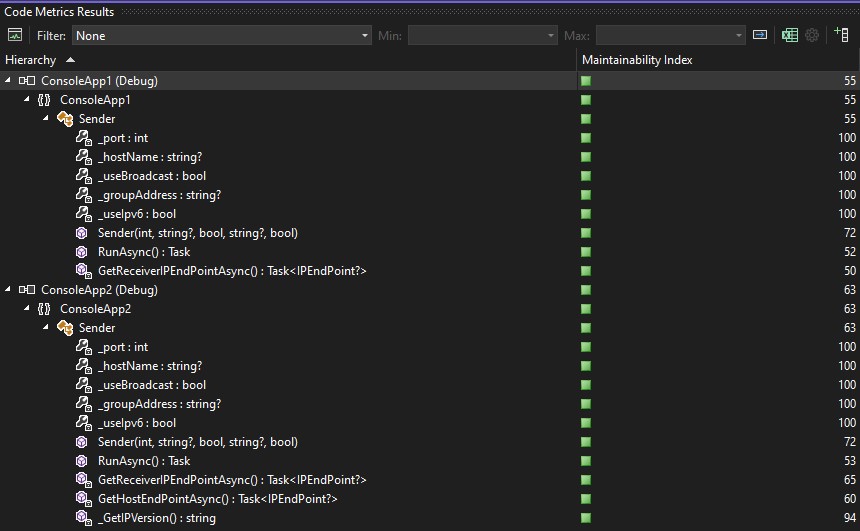 Code Metrics Results
Filter: None Min: Max:
Hierarchy Maintainability Index
ConsoleApp1 (Debug) 55
{} ConsoleApp1 55
Sender 55
_port : int 100
_hostName : string? 100
_useBroadcast : bool 100
_groupAddress : string? 100
_useIpv6 : bool 100
Sender(int, string?, bool, string?, bool) 72
RunAsync() : Task 52
GetReceiverIPEndPointAsync() : Task<IPEndPoint?> 50
ConsoleApp2 (Debug) 63
{} ConsoleApp2 63
Sender 63
_port : int 100
_hostName : string? 100
_useBroadcast : bool 100
_groupAddress : string? 100
_useIpv6 : bool 100
Sender(int, string?, bool, string?, bool) 72
RunAsync() : Task 53
GetReceiverIPEndPointAsync() : Task<IPEndPoint?> 65
GetHostEndPointAsync() : Task<IPEndPoint?> 60
_GetIPVersion() : string 94